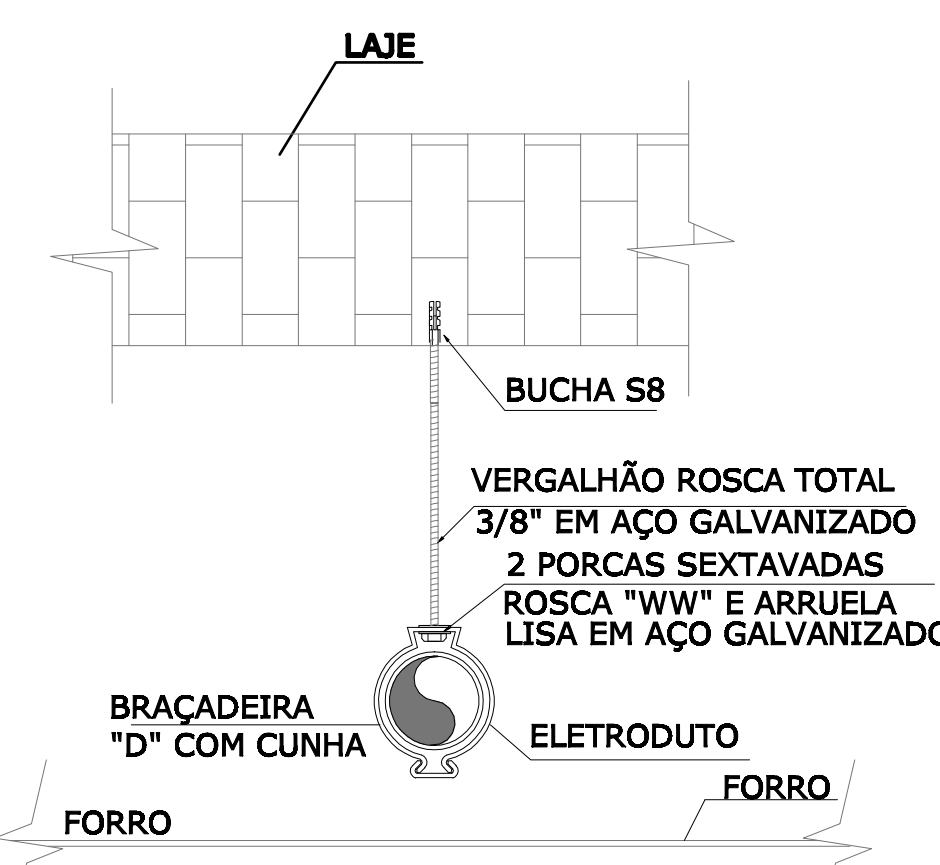 LAJE
BUCHA S8
VERGALHÃO ROSCA TOTAL
3/8" EM AÇO GALVANIZADO
2 PORCAS SEXTAVADAS
ROSCA "WW" E ARRUELA
LISA EM AÇO GALVANIZADO
BRAÇADEIRA
"D" COM CUNHA
ELETRODUTO
FORRO
FORRO